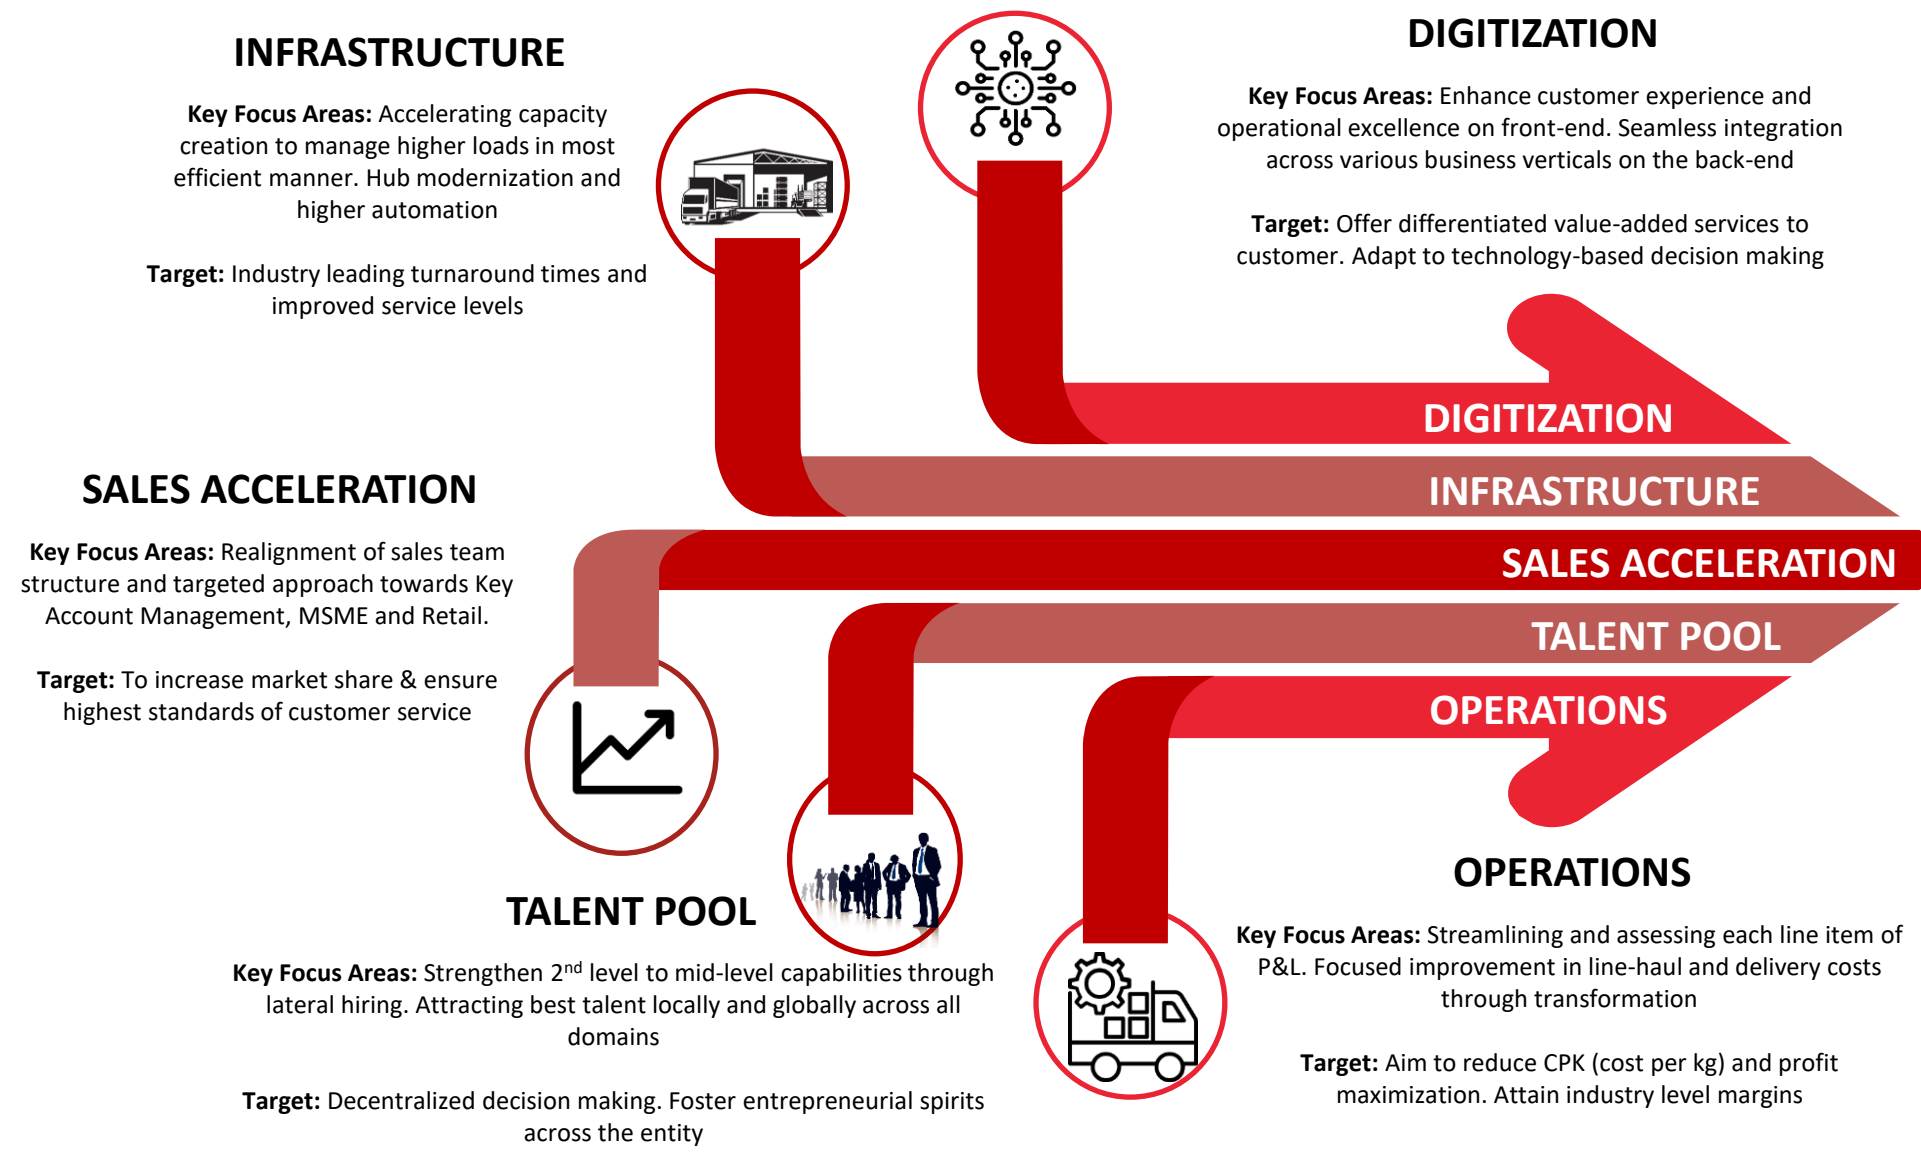 INFRASTRUCTURE
Key Focus Areas: Accelerating capacity
creation to manage higher loads in most
efficient manner. Hub modernization and
higher automation
Target: Industry leading turnaround times and
improved service levels
DIGITIZATION
Key Focus Areas: Enhance customer experience and
operational excellence on front-end. Seamless integration
across various business verticals on the back-end
Target: Offer differentiated value-added services to
customer. Adapt to technology-based decision making
DIGITIZATION
INFRASTRUCTURE
SALES ACCELERATION
TALENT POOL
OPERATIONS
SALES ACCELERATION
Key Focus Areas: Realignment of sales team
structure and targeted approach towards Key
Account Management, MSME and Retail.
Target: To increase market share & ensure
highest standards of customer service
TALENT POOL
Key Focus Areas: Strengthen 2nd level to mid-level capabilities through
lateral hiring. Attracting best talent locally and globally across all
domains
Target: Decentralized decision making. Foster entrepreneurial spirits
across the entity
OPERATIONS
Key Focus Areas: Streamlining and assessing each line item of
P&L. Focused improvement in line-haul and delivery costs
through transformation
Target: Aim to reduce CPK (cost per kg) and profit
maximization. Attain industry level margins